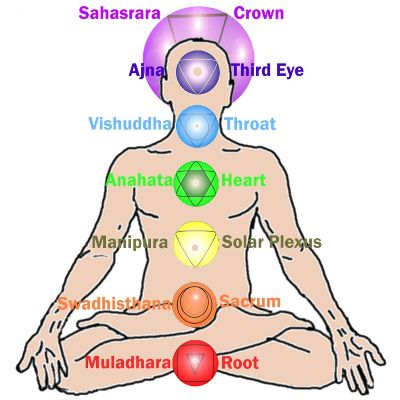 Sahasrara Crown
Ajna Third Eye
Vishuddha Throat
Anahata Heart
Manipura Solar Plexus
Swadhisthana Sacrum
Muladhara Root